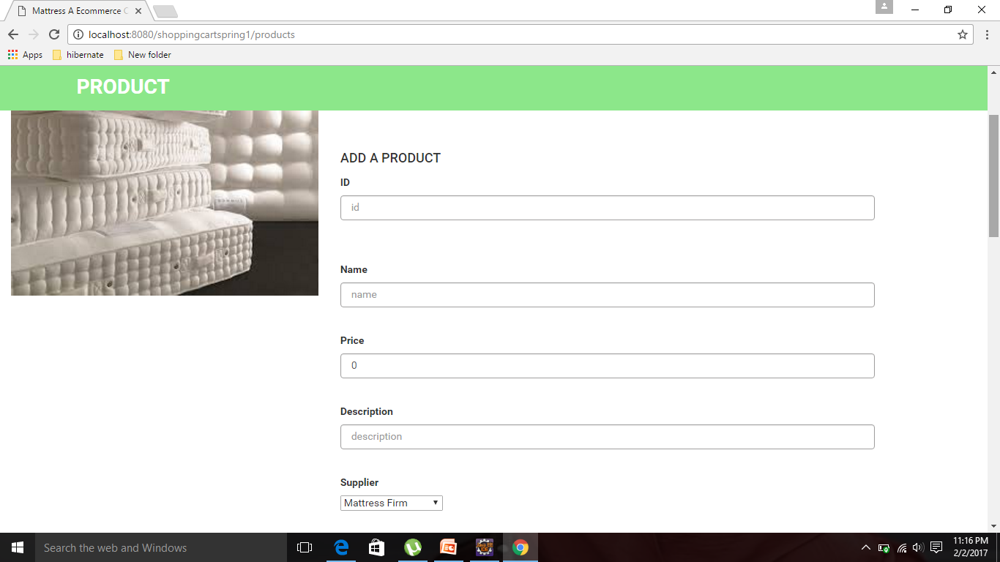 Mattress A Ecommerce C
localhost:8080/shoppingcartspring1/products
Apps hibernate New folder
PRODUCT
ADD A PRODUCT
ID
id
Name
name
Price
0
Description
description
Supplier
Mattress Firm
Search the web and Windows
11:16 PM
2/2/2017